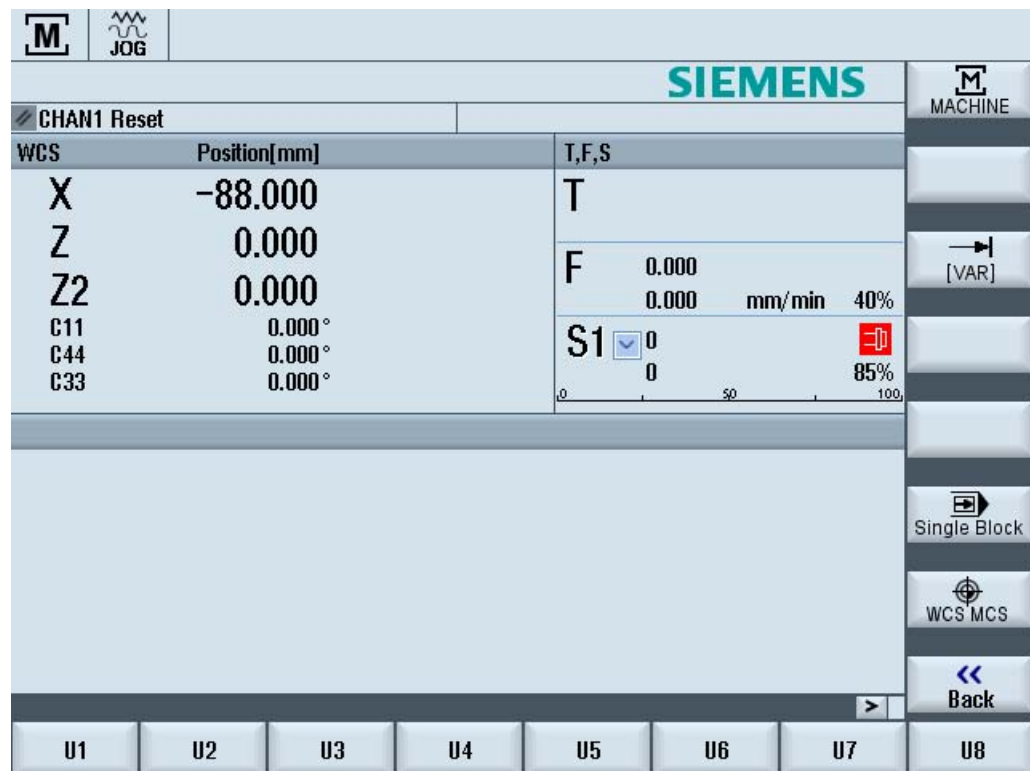 M
JOG
SIEMENS
CHAN1 Reset
WCS Position[mm] T,F,S
X -88.000 T
Z 0.000
Z2 0.000
F 0.000
0.000 mm/min 40%
C11 0.000°
C44 0.000°
C33 0.000°
S1 0
0 85%
0 50 100
M
MACHINE
[VAR]
Single Block
WCS MCS
<<
Back
>
U1 U2 U3 U4 U5 U6 U7 U8